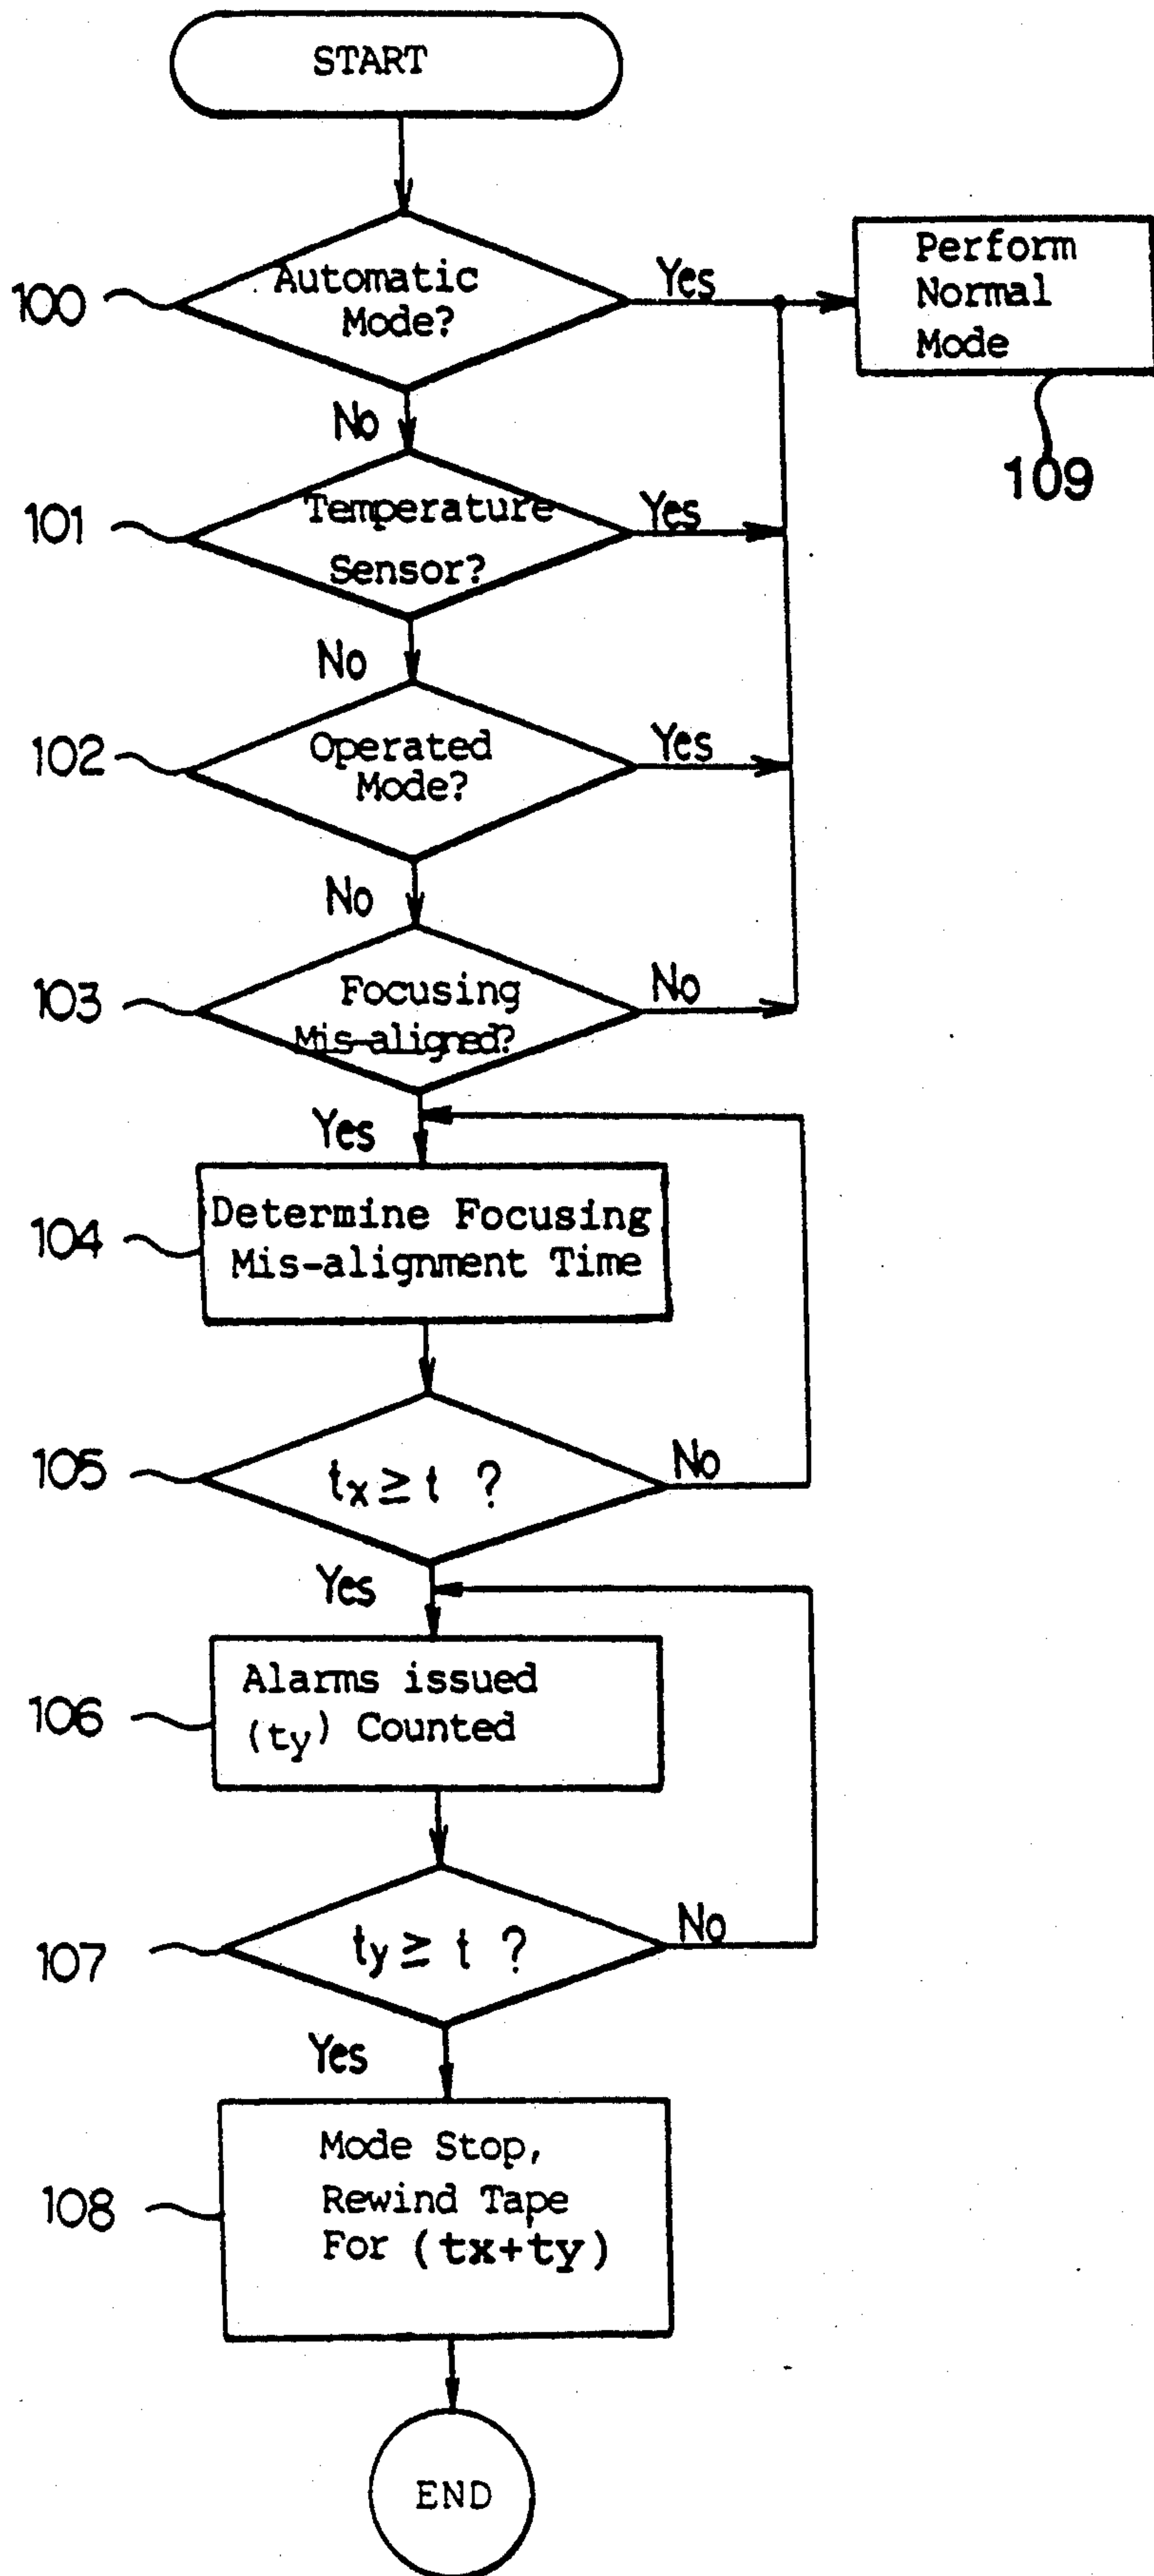 START
100
Automatic
Mode?
Yes
Perform
Normal
Mode
109
No
101
Temperature
Sensor?
Yes
No
102
Operated
Mode?
Yes
No
103
Focusing
Mis-aligned?
No
Yes
104
Determine Focusing
Mis-alignment Time
105
tx ≥ t ?
No
Yes
106
Alarms issued
(ty) Counted
107
ty ≥ t ?
No
Yes
108
Mode Stop,
Rewind Tape
For (tx+ty)
END